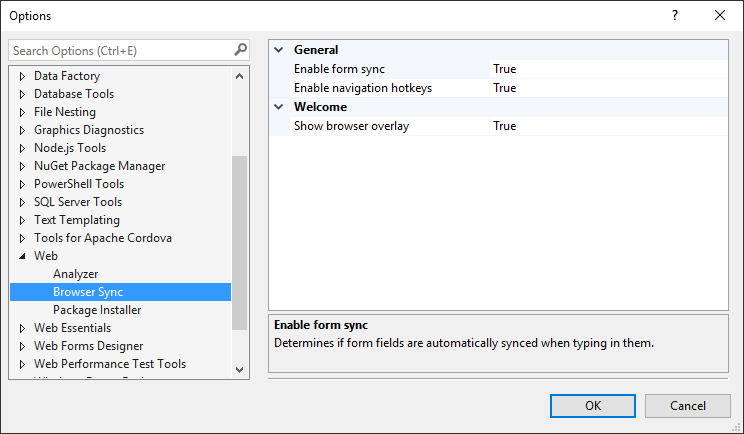 Options
Search Options (Ctrl+E)
Data Factory
Database Tools
File Nesting
Graphics Diagnostics
Node.js Tools
NuGet Package Manager
PowerShell Tools
SQL Server Tools
Text Templating
Tools for Apache Cordova
Web
Analyzer
Browser Sync
Package Installer
Web Essentials
Web Forms Designer
Web Performance Test Tools
General
Enable form sync True
Enable navigation hotkeys True
Welcome
Show browser overlay True
Enable form sync
Determines if form fields are automatically synced when typing in them.
OK
Cancel